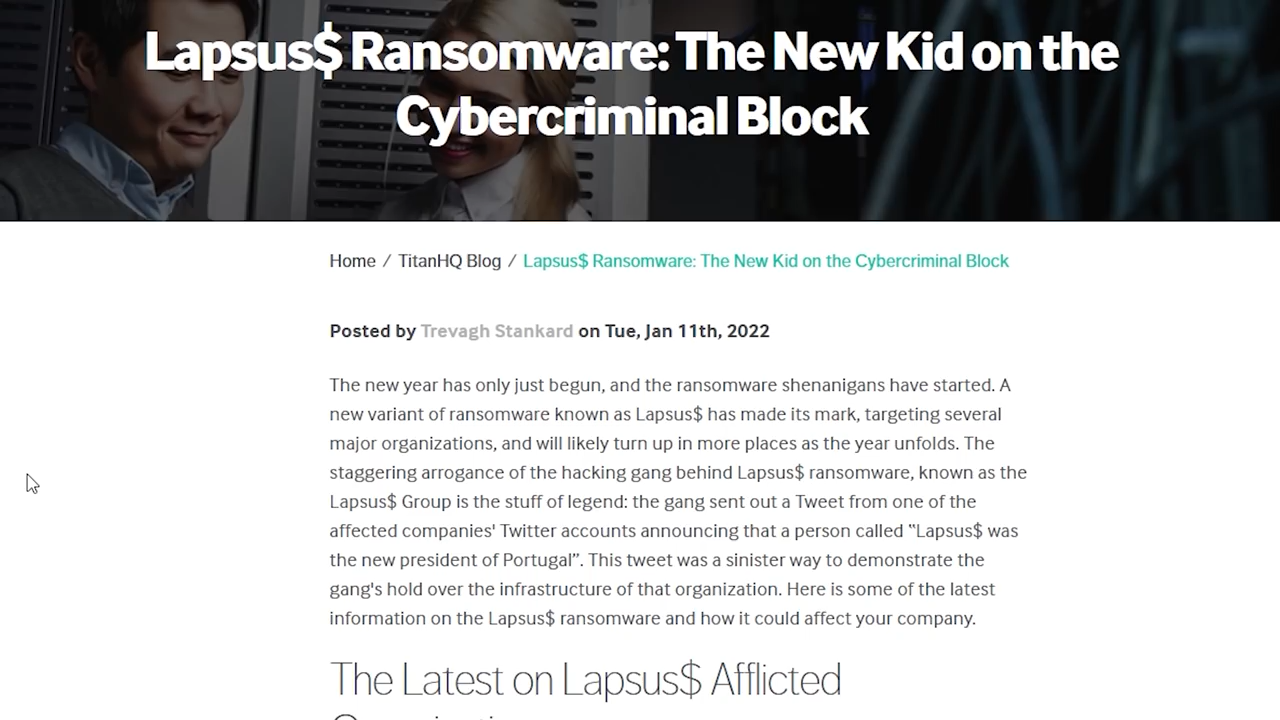 Lapsus$ Ransomware: The New Kid on the
Cybercriminal Block
Home / TitanHQ Blog / Lapsus$ Ransomware: The New Kid on the Cybercriminal Block
Posted by Trevagh Stankard on Tue, Jan 11th, 2022
The new year has only just begun, and the ransomware shenanigans have started. A
new variant of ransomware known as Lapsus$ has made its mark, targeting several
major organizations, and will likely turn up in more places as the year unfolds. The
staggering arrogance of the hacking gang behind Lapsus$ ransomware, known as the
Lapsus$ Group is the stuff of legend: the gang sent out a Tweet from one of the
affected companies' Twitter accounts announcing that a person called "Lapsus$ was
the new president of Portugal”. This tweet was a sinister way to demonstrate the
gang's hold over the infrastructure of that organization. Here is some of the latest
information on the Lapsus$ ransomware and how it could affect your company.
The Latest on Lapsus$ Afflicted